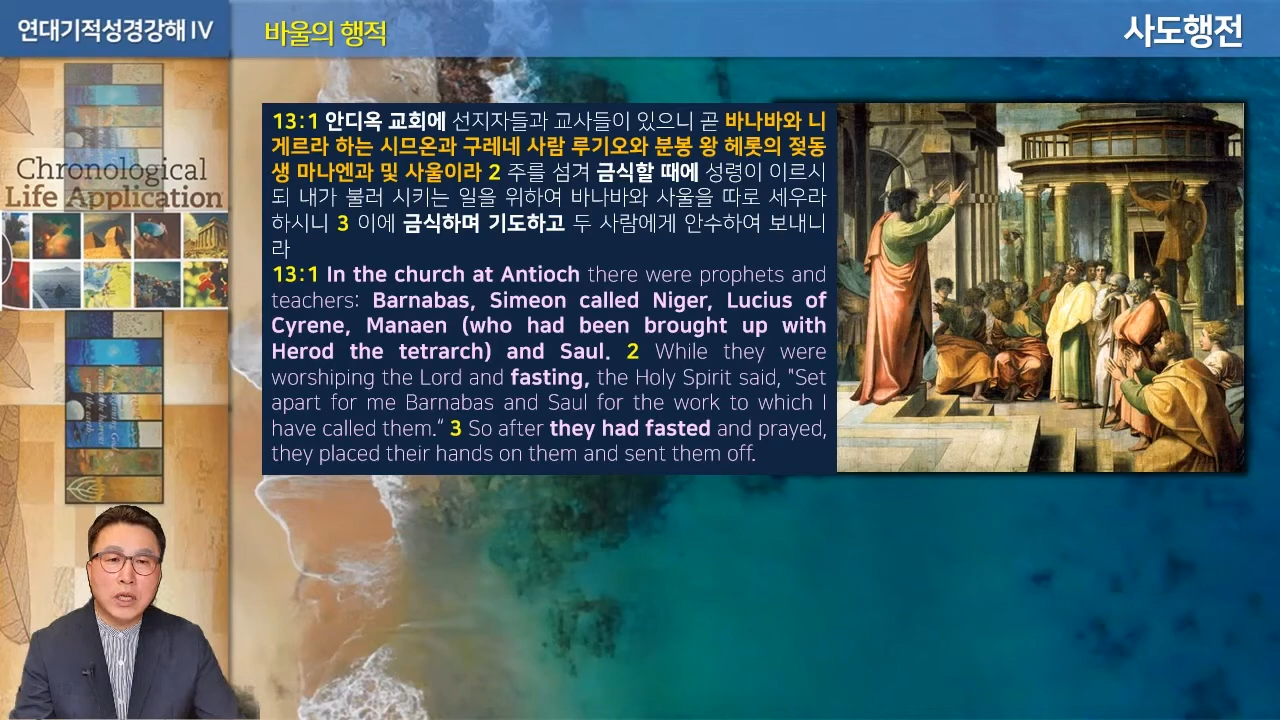 연대기적성경강해 IV
바울의 행적
사도행전
Chronological
Life Application
13:1 안디옥 교회에 선지자들과 교사들이 있으니 곧 바나바와 니
게르라 하는 시므온과 구레네 사람 루기오와 분봉 왕 헤롯의 젖동
생 마나엔과 및 사울이라 2 주를 섬겨 금식할 때에 성령이 이르시
되 내가 불러 시키는 일을 위하여 바나바와 사울을 따로 세우라
하시니 3 이에 금식하며 기도하고 두 사람에게 안수하여 보내니
라
13:1 In the church at Antioch there were prophets and
teachers: Barnabas, Simeon called Niger, Lucius of
Cyrene, Manaen (who had been brought up with
Herod the tetrarch) and Saul. 2 While they were
worshiping the Lord and fasting, the Holy Spirit said, "Set
apart for me Barnabas and Saul for the work to which I
have called them.“ 3 So after they had fasted and prayed,
they placed their hands on them and sent them off.